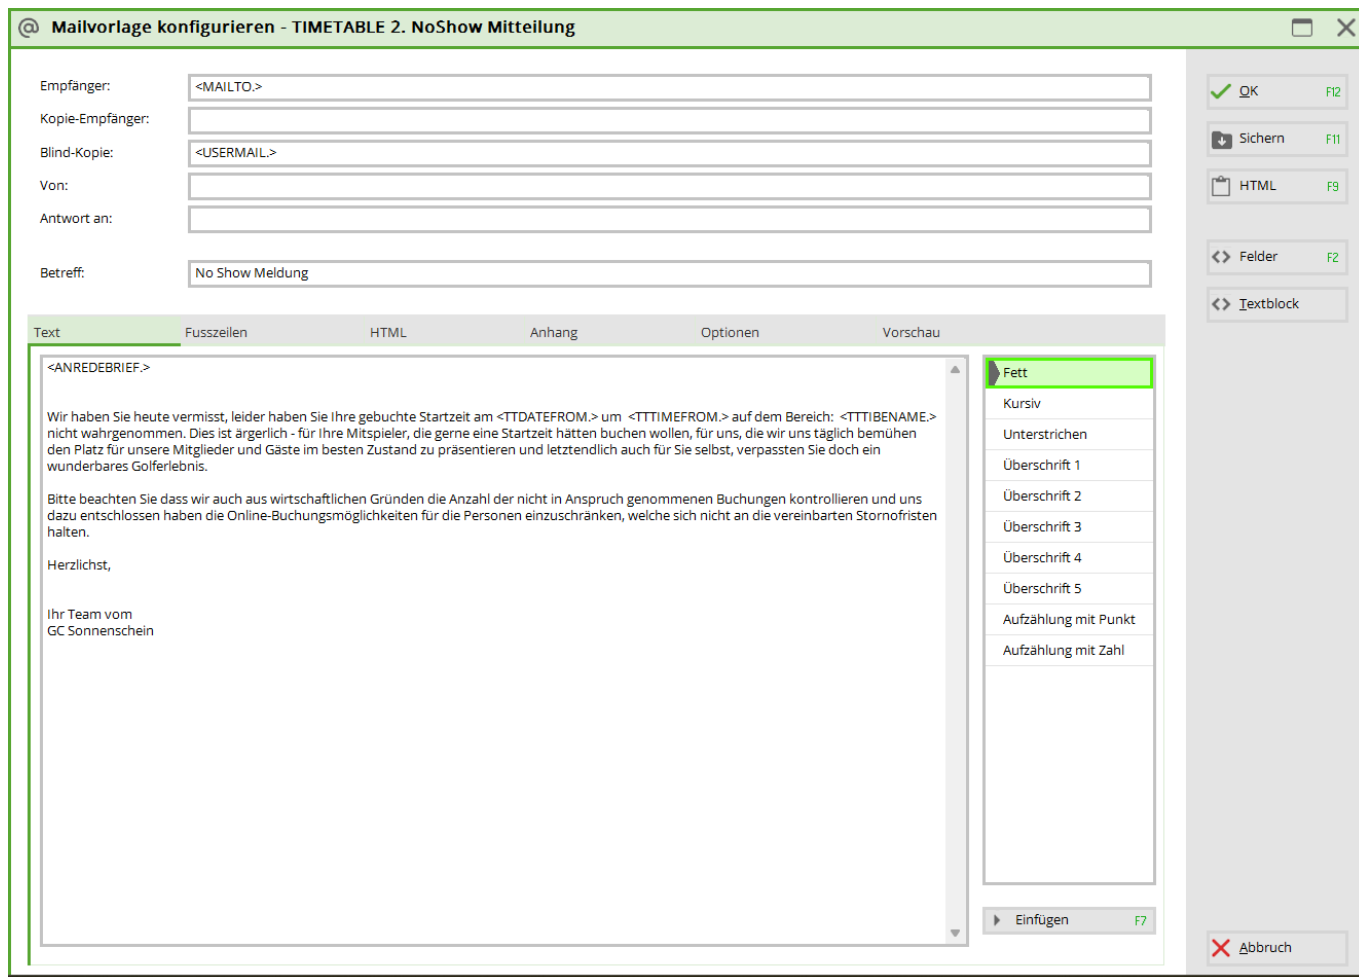 @ Mailvorlage konfigurieren - TIMETABLE 2. NoShow Mitteilung
Empfänger: <MAILTO.>
Kopie-Empfänger:
Blind-Kopie: <USERMAIL.>
Von:
Antwort an:
Betreff: No Show Meldung
Text Fusszeilen HTML Anhang Optionen Vorschau
<ANREDEBRIEF.>
Wir haben Sie heute vermisst, leider haben Sie Ihre gebuchte Startzeit am <TTDATEFROM.> um <TTTIMEFROM.> auf dem Bereich: <TTTIBENAME.>
nicht wahrgenommen. Dies ist ärgerlich - für Ihre Mitspieler, die gerne eine Startzeit hätten buchen wollen, für uns, die wir uns täglich bemühen
den Platz für unsere Mitglieder und Gäste im besten Zustand zu präsentieren und letztendlich auch für Sie selbst, verpassten Sie doch ein
wunderbares Golferlebnis.
Bitte beachten Sie dass wir auch aus wirtschaftlichen Gründen die Anzahl der nicht in Anspruch genommenen Buchungen kontrollieren und uns
dazu entschlossen haben die Online-Buchungsmöglichkeiten für die Personen einzuschränken, welche sich nicht an die vereinbarten Stornofristen
halten.
Herzlichst,
Ihr Team vom
GC Sonnenschein
Fett
Kursiv
Unterstrichen
Überschrift 1
Überschrift 2
Überschrift 3
Überschrift 4
Überschrift 5
Aufzählung mit Punkt
Aufzählung mit Zahl
Einfügen F7
OK F12
Sichern F11
HTML F9
Felder F2
Textblock
Abbruch